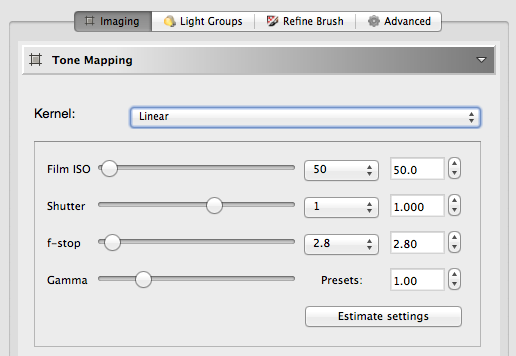 Imaging Light Groups Refine Brush Advanced
Tone Mapping
Kernel: Linear
Film ISO 50 50.0
Shutter 1 1.000
f-stop 2.8 2.80
Gamma Presets: 1.00
Estimate settings